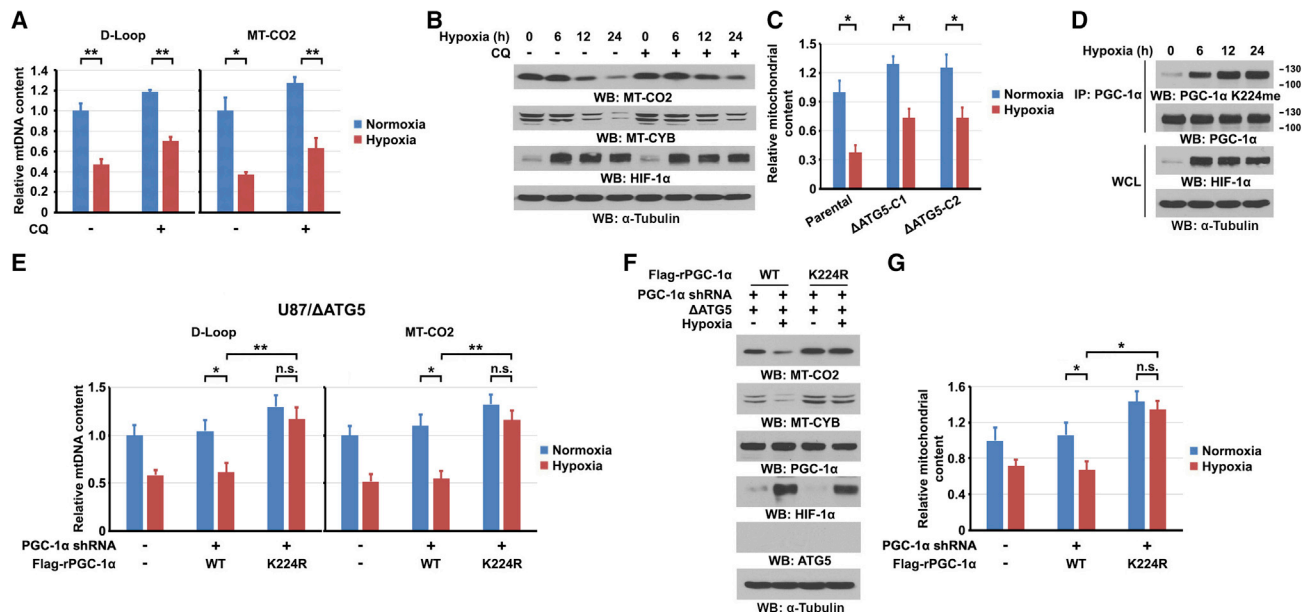 A
D-Loop
MT-CO2
** ** * **
Relative mtDNA content
1.4
1.2
1.0
0.8
0.6
0.4
0.2
0
CQ - + - +
Normoxia
Hypoxia
B
Hypoxia (h) 0 6 12 24 0 6 12 24
CQ - - - - + + + +
WB: MT-CO2
WB: MT-CYB
WB: HIF-1α
WB: α-Tubulin
C
* * *
Relative mitochondrial
content
1.5
1.2
0.9
0.6
0.3
0
Parental
ΔATG5-C1
ΔATG5-C2
Normoxia
Hypoxia
D
Hypoxia (h) 0 6 12 24
IP: PGC-1α
-130
-100
WB: PGC-1α K224me
-130
-100
WB: PGC-1α
WCL
WB: HIF-1α
WB: α-Tubulin
E
U87/ΔATG5
D-Loop
MT-CO2
** **
* n.s. * n.s.
Relative mtDNA content
1.5
1.0
0.5
0
Normoxia
Hypoxia
PGC-1α shRNA - + + - + +
Flag-rPGC-1α WT K224R WT K224R
F
Flag-rPGC-1α WT K224R
PGC-1α shRNA + + + +
ΔATG5 + + + +
Hypoxia - + - +
WB: MT-CO2
WB: MT-CYB
WB: PGC-1α
WB: HIF-1α
WB: ATG5
WB: α-Tubulin
G
*
* n.s.
Relative mitochondrial
content
1.6
1.2
0.8
0.4
0
Normoxia
Hypoxia
PGC-1α shRNA - + +
Flag-rPGC-1α WT K224R